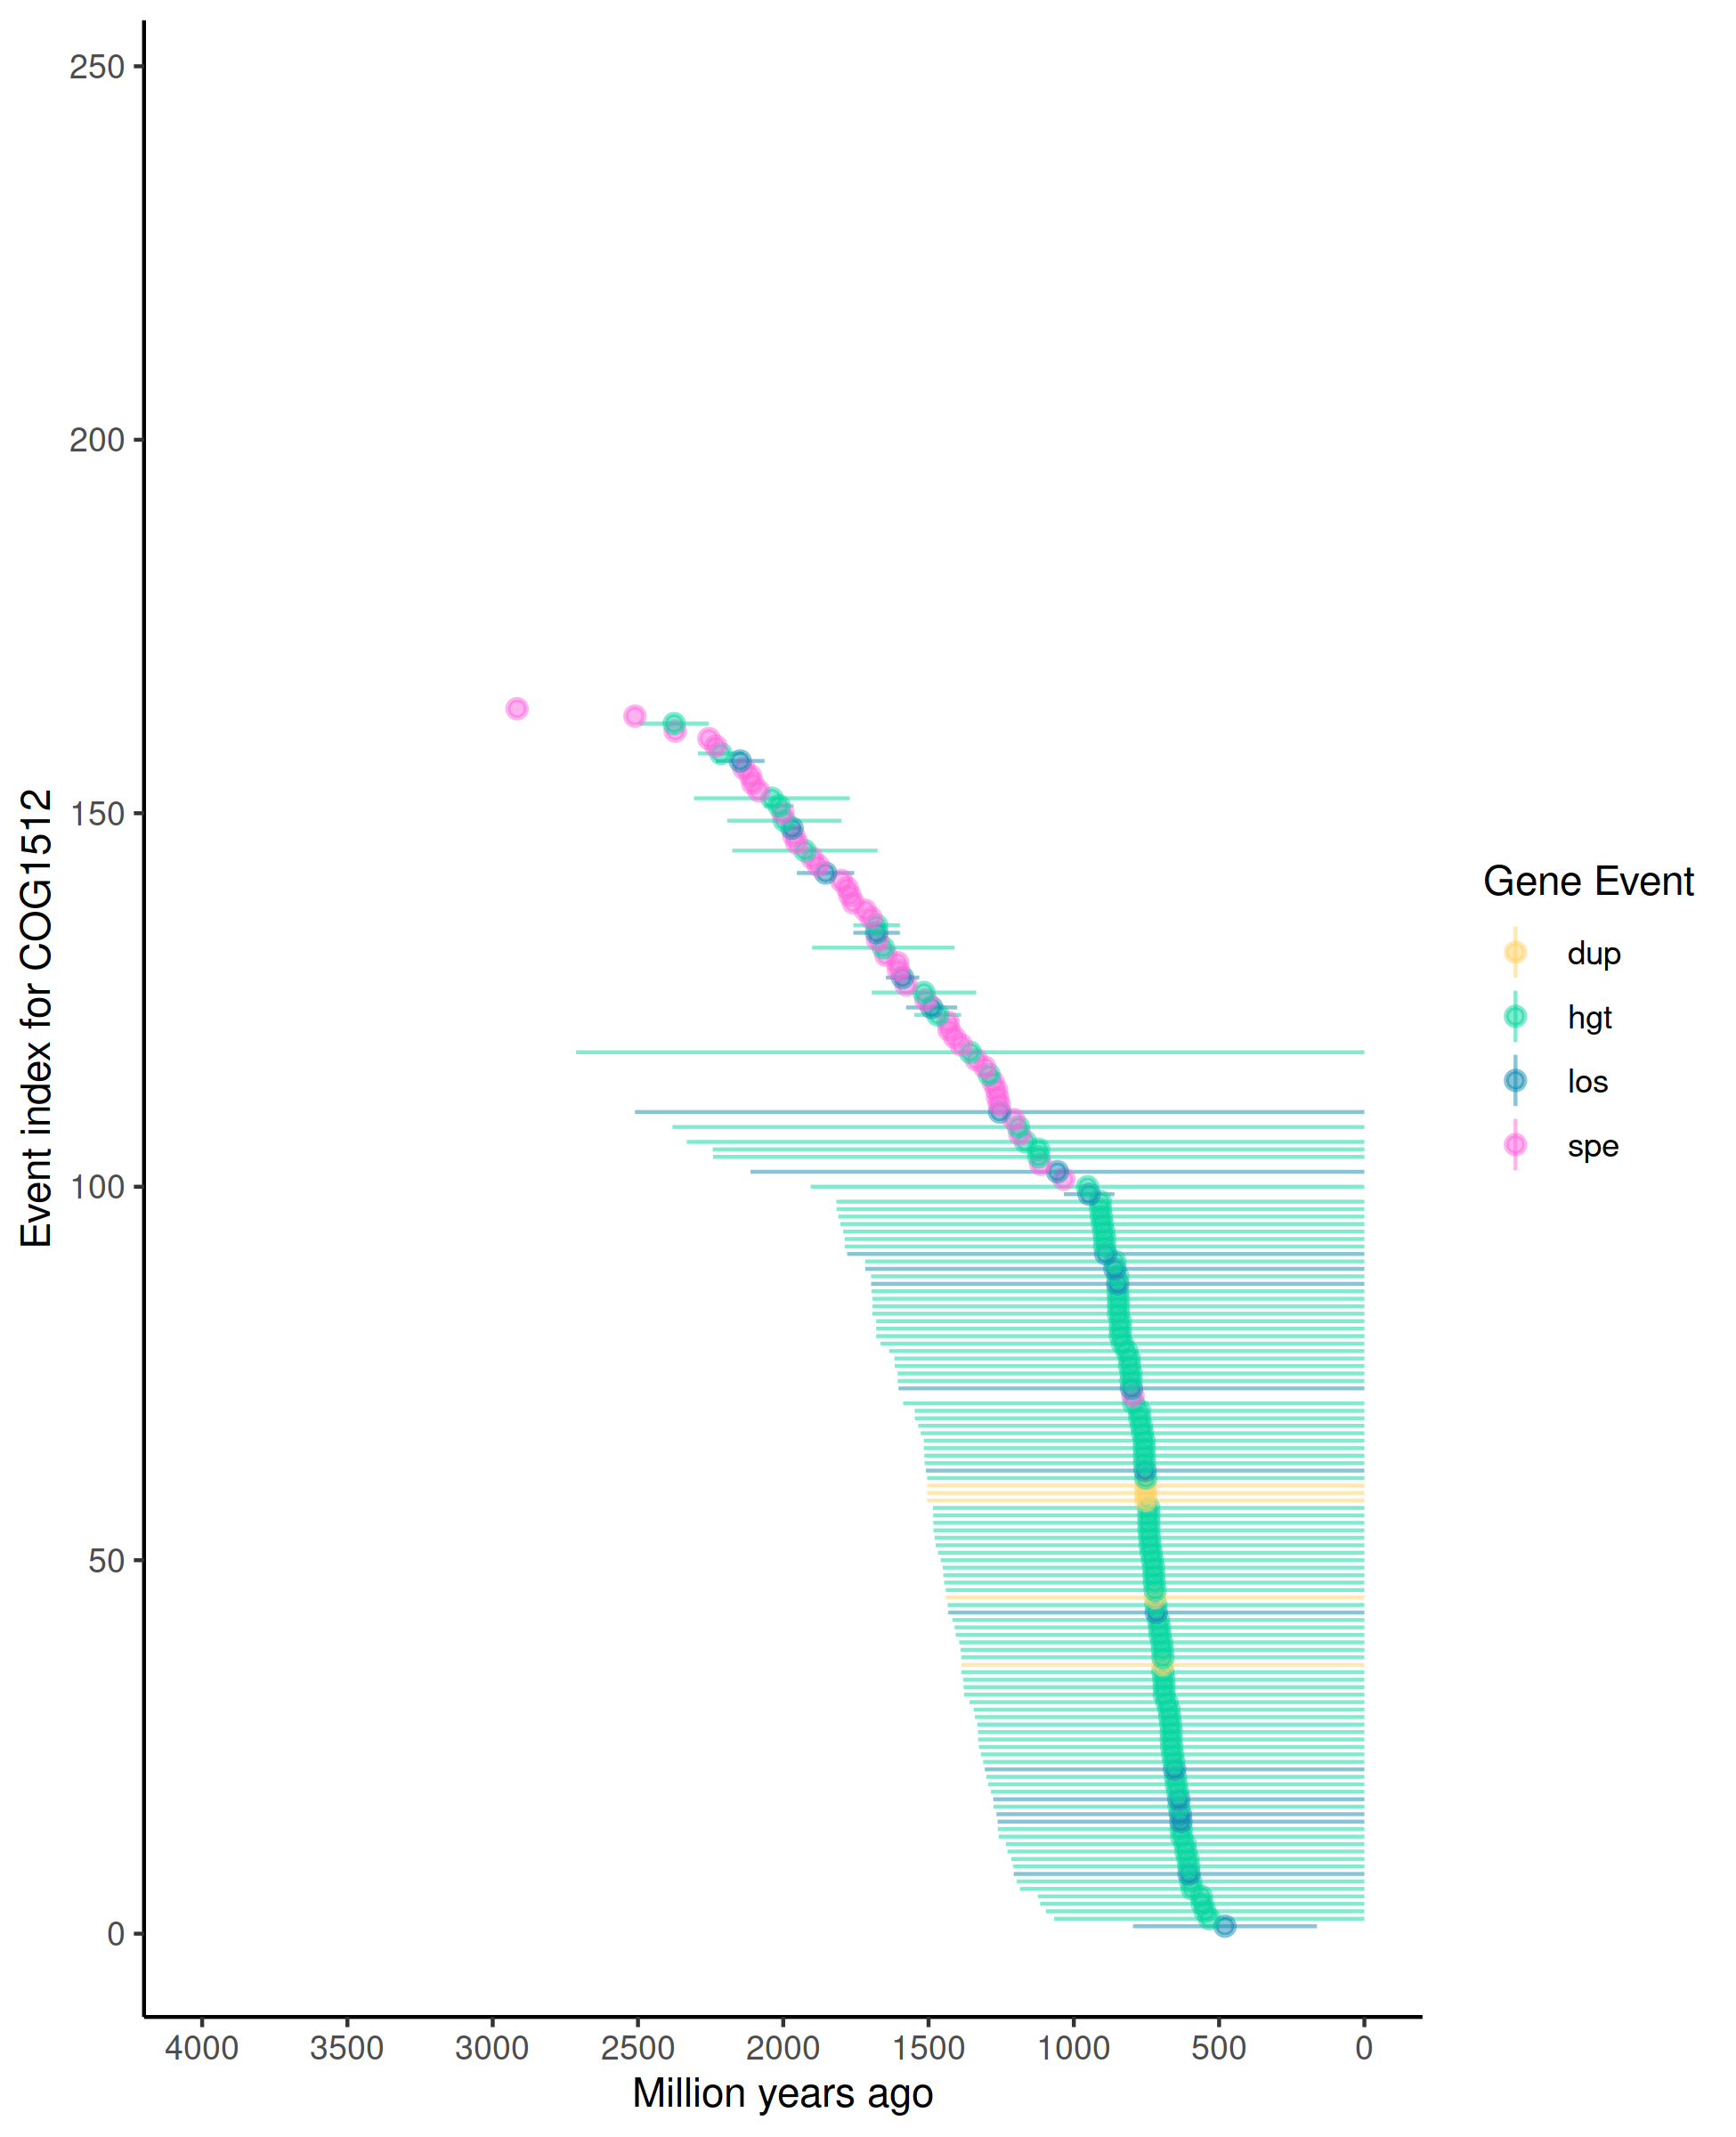 Event index for COG1512
250
200
150
100
50
0
4000 3500 3000 2500 2000 1500 1000 500 0
Million years ago
Gene Event
dup
hgt
los
spe